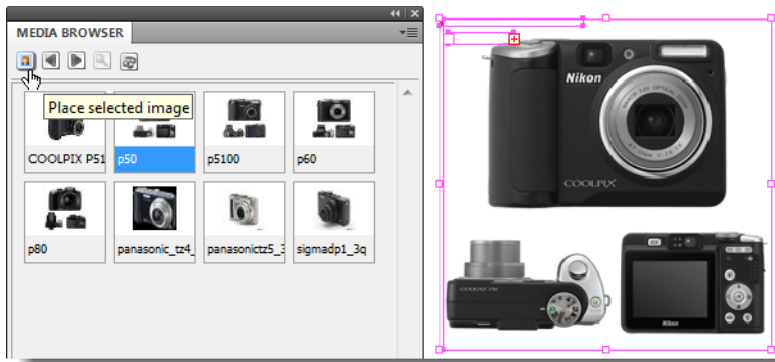 MEDIA BROWSER
Place selected image
COOLPIX P51
p50
p5100
p60
p80
panasonic_tz4_
panasonictz5_3
sigmadp1_3q
Nikon
COOLPIX
Nikon